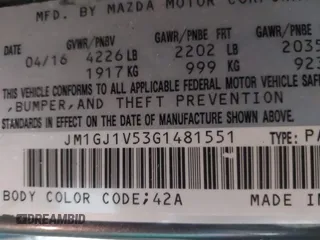 MFD. BY MAZDA MOTOR
GVWR/PNBV GAWR/PNBE FRT GAWR/PNBE
04/16 4226 LB 2202 LB 2035
1917 KG 999 KG 923
THIS VEHICLE CONFORMS TO ALL APPLICABLE FEDERAL MOTOR VEHICLE
,BUMPER,AND THEFT PREVENTION
STANDARDS IN EFFECT ON THE DATE OF MANUFACTURE SHOWN ABOVE.
JM1GJ1V53G1481551 TYPE:PA
BODY COLOR CODE;42A MADE IN
DREAMBID